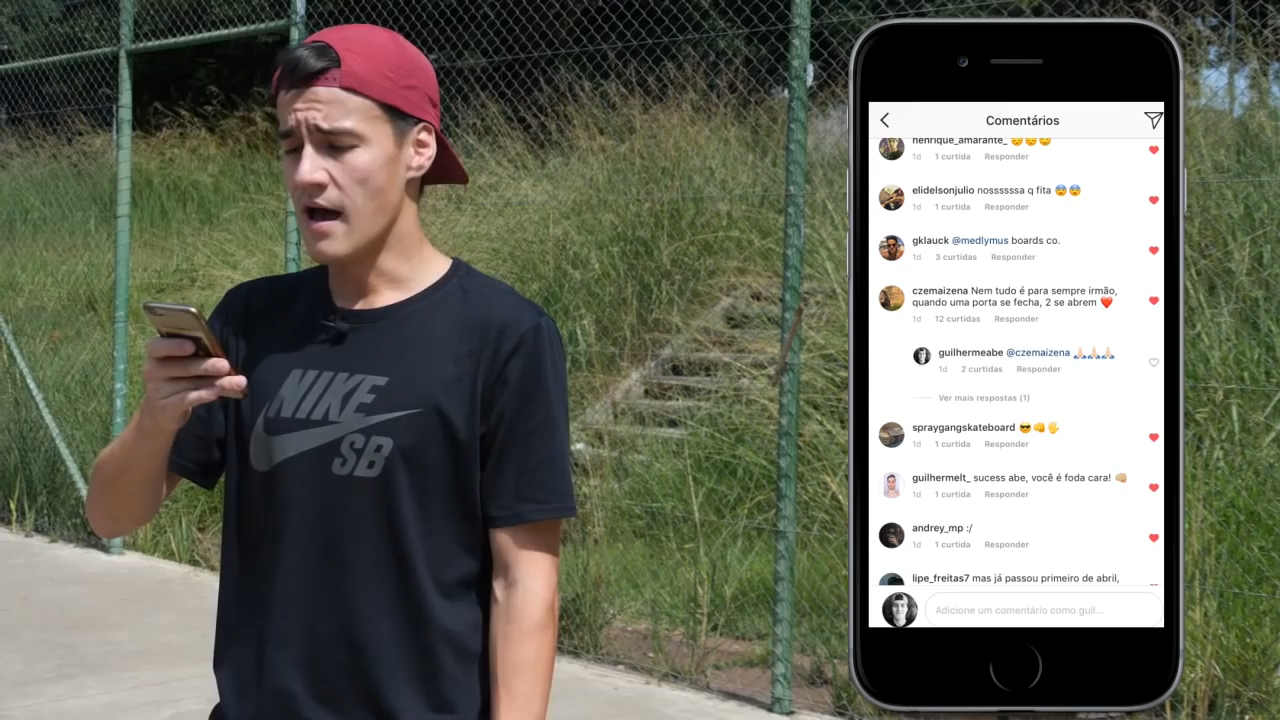 NIKE
SB
Comentários
henrique_amarante_ 😞😞😞
1d 1 curtida Responder
elidelsonjulio nossssssa q fita 😨😨
1d 1 curtida Responder
gklauck @medlymus boards co.
1d 3 curtidas Responder
czemaizena Nem tudo é para sempre irmão,
quando uma porta se fecha, 2 se abrem ❤️
1d 12 curtidas Responder
guilhermeabe @czemaizena 🙏🏻🙏🏻🙏🏻
1d 2 curtidas Responder
Ver mais respostas (1)
spraygangskateboard 😎👊🖐
1d 1 curtida Responder
guilhermelt_ sucess abe, você é foda cara! 👊🏼
1d 1 curtida Responder
andrey_mp :/
1d 1 curtida Responder
lipe_freitas7 mas já passou primeiro de abril,
Adicione um comentário como guil...